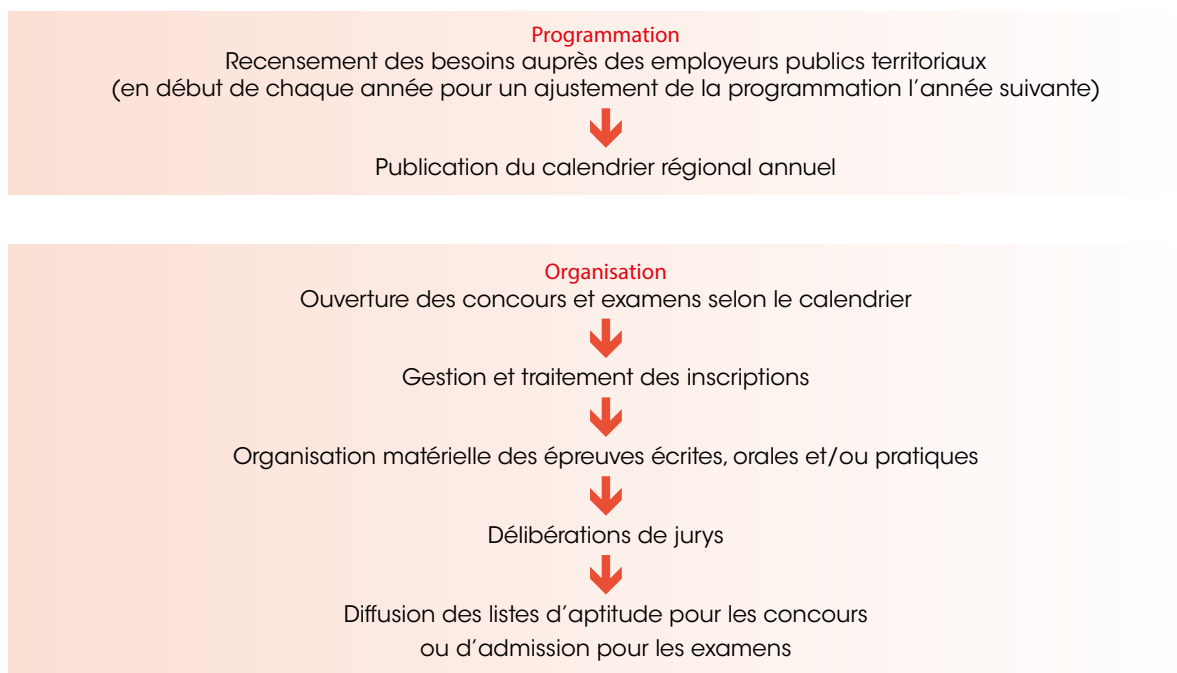 Programmation
Recensement des besoins auprès des employeurs publics territoriaux
(en début de chaque année pour un ajustement de la programmation l’année suivante)
Publication du calendrier régional annuel
Organisation
Ouverture des concours et examens selon le calendrier
Gestion et traitement des inscriptions
Organisation matérielle des épreuves écrites, orales et/ou pratiques
Délibérations de jurys
Diffusion des listes d’aptitude pour les concours
ou d’admission pour les examens